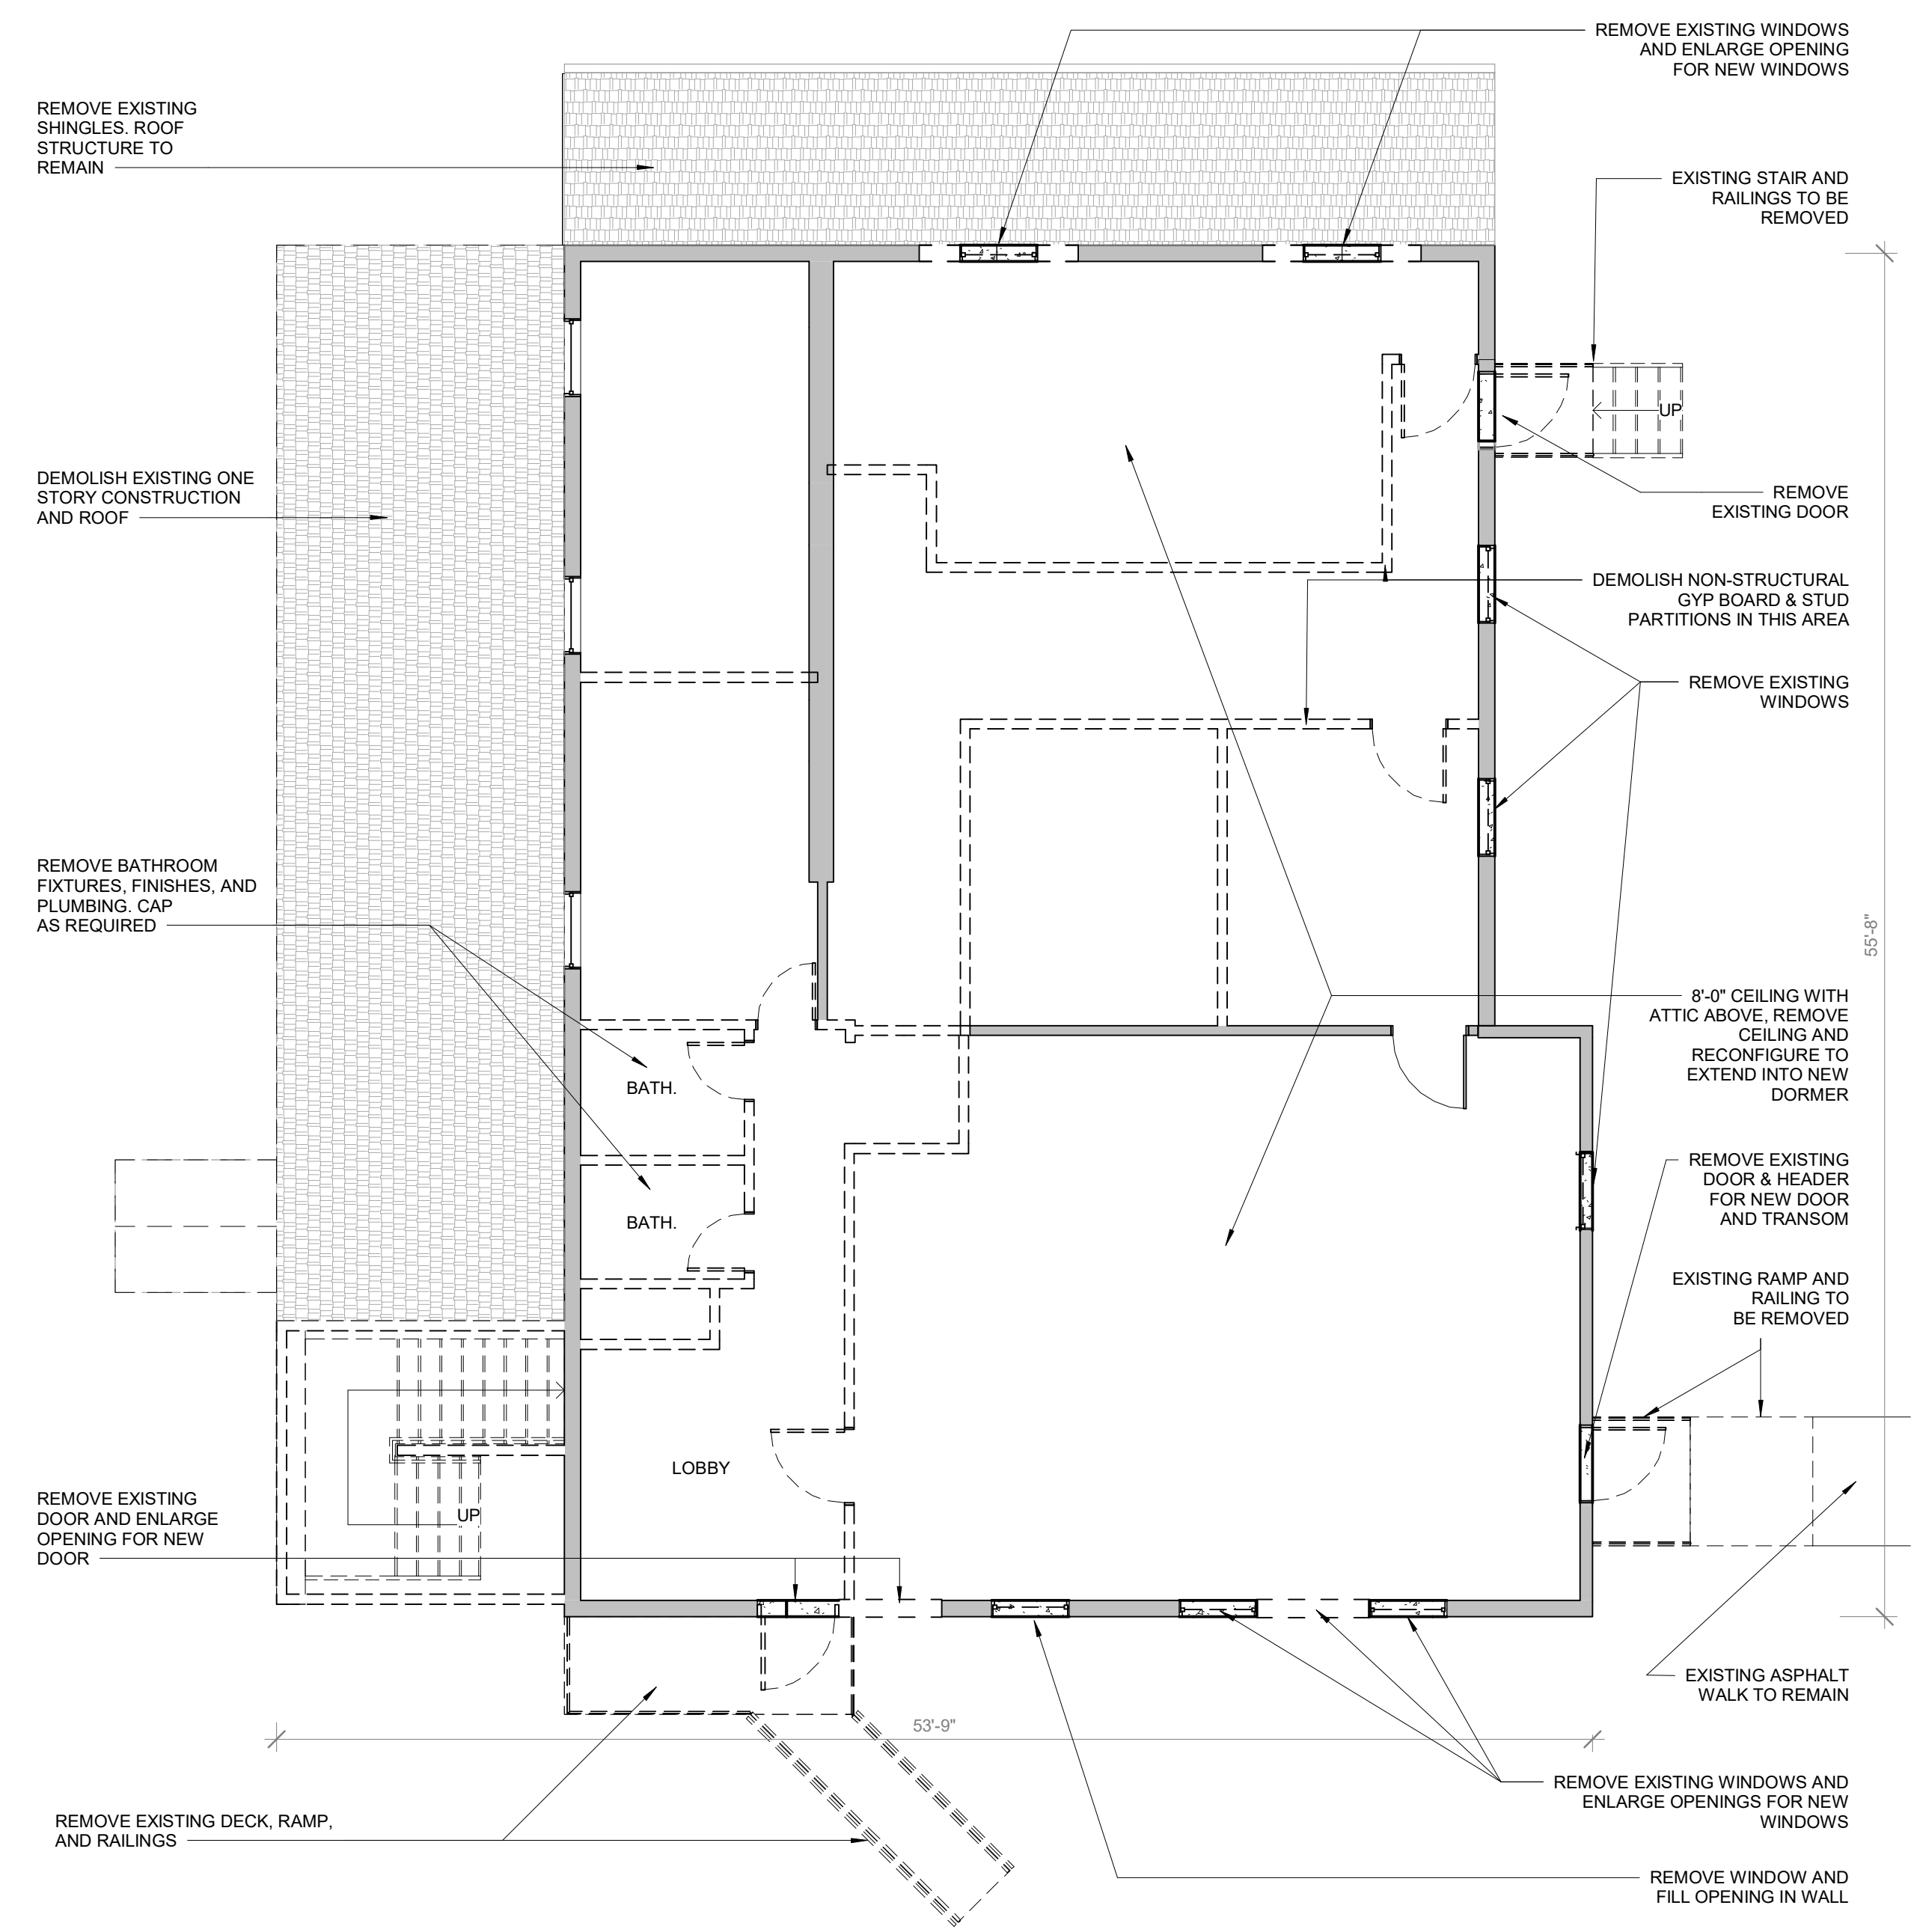 REMOVE EXISTING WINDOWS
AND ENLARGE OPENING
FOR NEW WINDOWS
REMOVE EXISTING
SHINGLES. ROOF
STRUCTURE TO
REMAIN
EXISTING STAIR AND
RAILINGS TO BE
REMOVED
UP
DEMOLISH EXISTING ONE
STORY CONSTRUCTION
AND ROOF
REMOVE
EXISTING DOOR
DEMOLISH NON-STRUCTURAL
GYP BOARD & STUD
PARTITIONS IN THIS AREA
REMOVE EXISTING
WINDOWS
REMOVE BATHROOM
FIXTURES, FINISHES, AND
PLUMBING. CAP
AS REQUIRED
55'-8"
8'-0" CEILING WITH
ATTIC ABOVE, REMOVE
CEILING AND
RECONFIGURE TO
EXTEND INTO NEW
DORMER
BATH.
BATH.
REMOVE EXISTING
DOOR & HEADER
FOR NEW DOOR
AND TRANSOM
EXISTING RAMP AND
RAILING TO
BE REMOVED
LOBBY
REMOVE EXISTING
DOOR AND ENLARGE
OPENING FOR NEW
DOOR
UP
EXISTING ASPHALT
WALK TO REMAIN
53'-9"
REMOVE EXISTING WINDOWS AND
ENLARGE OPENINGS FOR NEW
WINDOWS
REMOVE EXISTING DECK, RAMP,
AND RAILINGS
REMOVE WINDOW AND
FILL OPENING IN WALL